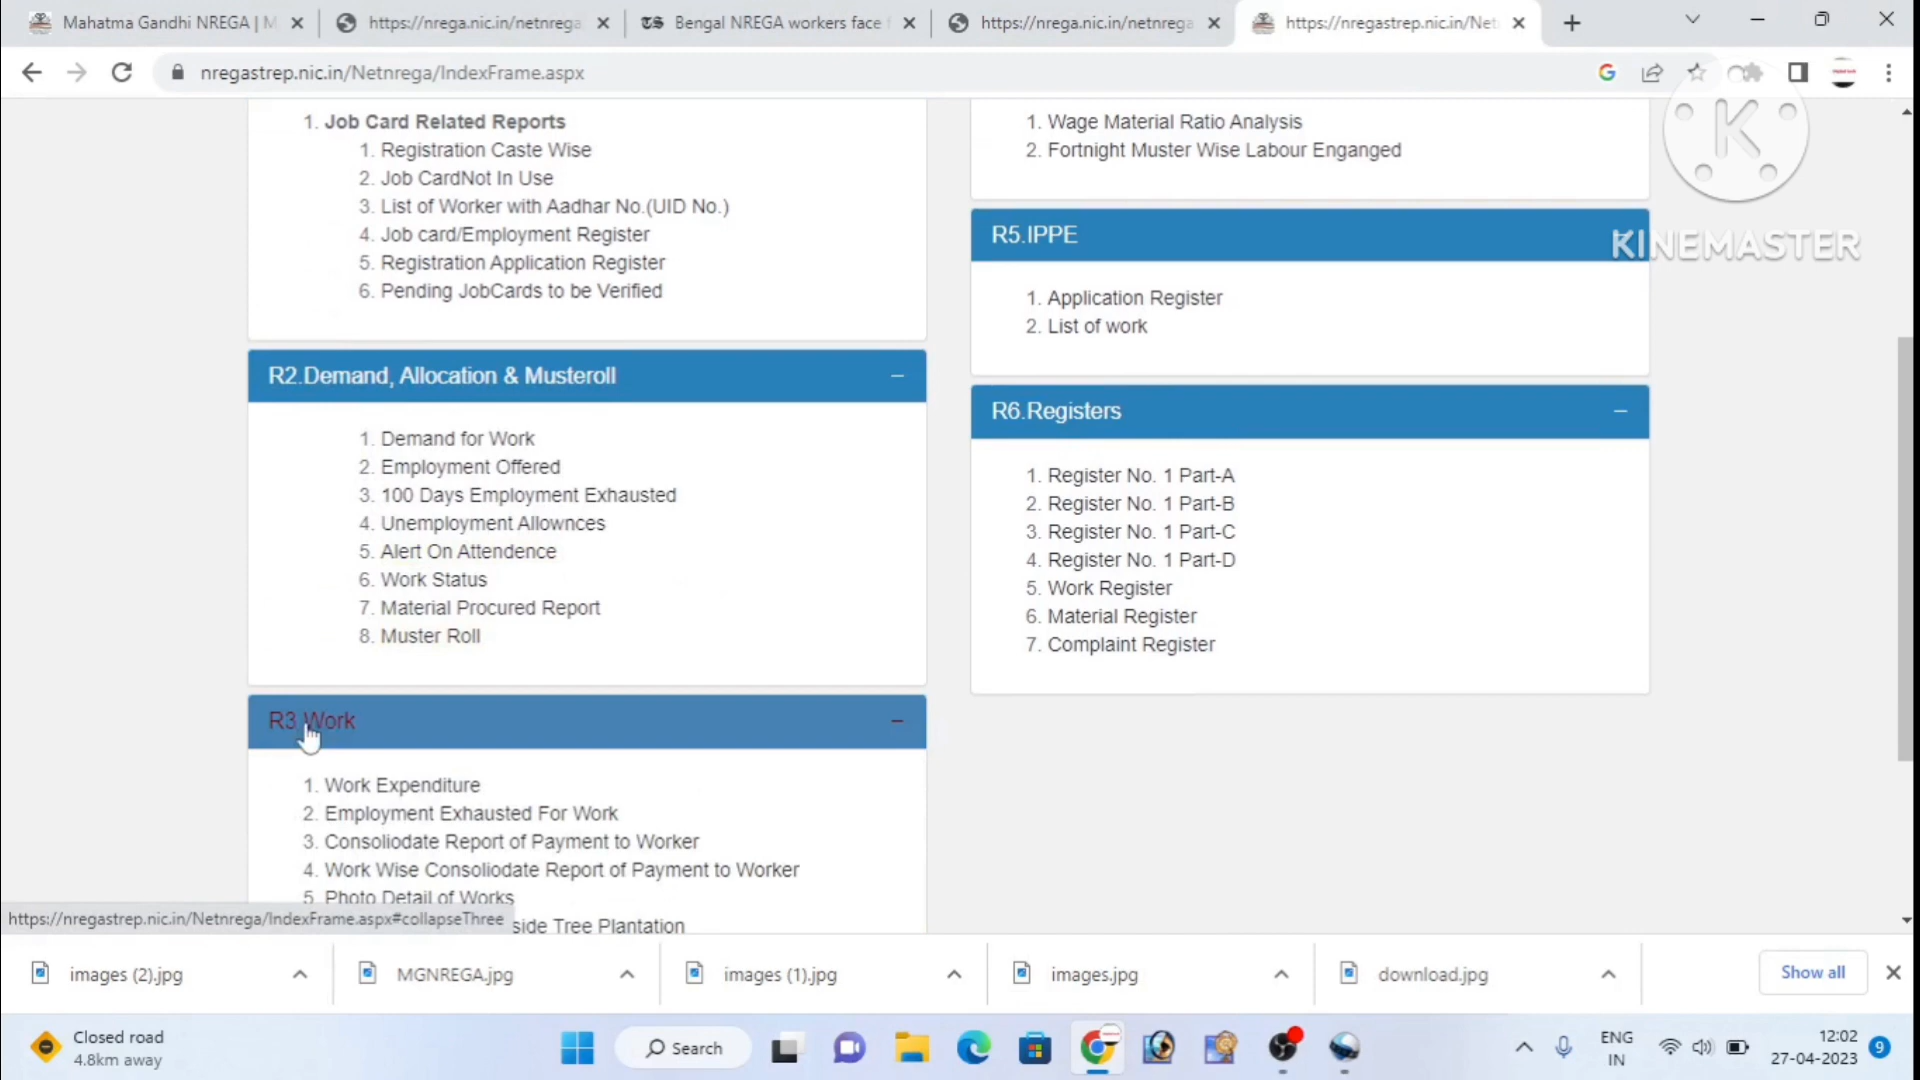 Mahatma Gandhi NREGA | M
https://nrega.nic.in/netnrega
TS Bengal NREGA workers face f
https://nrega.nic.in/netnrega
https://nregastrep.nic.in/Net
nregastrep.nic.in/Netnrega/IndexFrame.aspx
1. Job Card Related Reports
1. Registration Caste Wise
2. Job CardNot In Use
3. List of Worker with Aadhar No.(UID No.)
4. Job card/Employment Register
5. Registration Application Register
6. Pending JobCards to be Verified
R2.Demand, Allocation & Musteroll
1. Demand for Work
2. Employment Offered
3. 100 Days Employment Exhausted
4. Unemployment Allownces
5. Alert On Attendence
6. Work Status
7. Material Procured Report
8. Muster Roll
R3.Work
1. Work Expenditure
2. Employment Exhausted For Work
3. Consoliodate Report of Payment to Worker
4. Work Wise Consoliodate Report of Payment to Worker
5. Photo Detail of Works
side Tree Plantation
https://nregastrep.nic.in/Netnrega/IndexFrame.aspx#collapseThree
1. Wage Material Ratio Analysis
2. Fortnight Muster Wise Labour Enganged
R5.IPPE
1. Application Register
2. List of work
R6.Registers
1. Register No. 1 Part-A
2. Register No. 1 Part-B
3. Register No. 1 Part-C
4. Register No. 1 Part-D
5. Work Register
6. Material Register
7. Complaint Register
K
KINEMASTER
images (2).jpg
MGNREGA.jpg
images (1).jpg
images.jpg
download.jpg
Show all
Closed road
4.8km away
Search
ENG
IN
12:02
27-04-2023
9